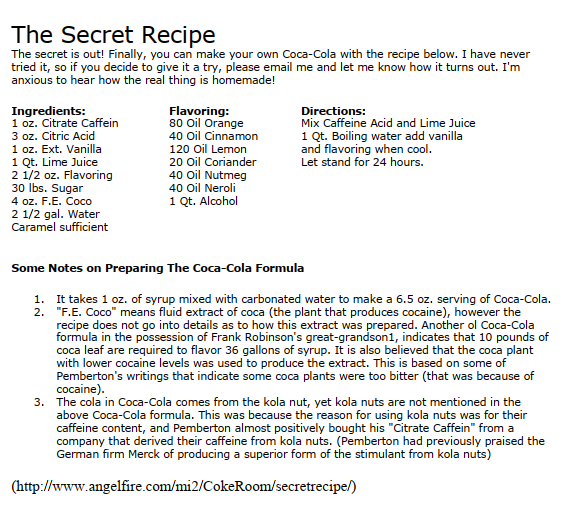 The Secret Recipe
The secret is out! Finally, you can make your own Coca-Cola with the recipe below. I have never
tried it, so if you decide to give it a try, please email me and let me know how it turns out. I'm
anxious to hear how the real thing is homemade!
Ingredients:
1 oz. Citrate Caffein
3 oz. Citric Acid
1 oz. Ext. Vanilla
1 Qt. Lime Juice
2 1/2 oz. Flavoring
30 lbs. Sugar
4 oz. F.E. Coco
2 1/2 gal. Water
Caramel sufficient
Flavoring:
80 Oil Orange
40 Oil Cinnamon
120 Oil Lemon
20 Oil Coriander
40 Oil Nutmeg
40 Oil Neroli
1 Qt. Alcohol
Directions:
Mix Caffeine Acid and Lime Juice
1 Qt. Boiling water add vanilla
and flavoring when cool.
Let stand for 24 hours.
Some Notes on Preparing The Coca-Cola Formula
1. It takes 1 oz. of syrup mixed with carbonated water to make a 6.5 oz. serving of Coca-Cola.
2. "F.E. Coco" means fluid extract of coca (the plant that produces cocaine), however the
recipe does not go into details as to how this extract was prepared. Another ol Coca-Cola
formula in the possession of Frank Robinson's great-grandson1, indicates that 10 pounds of
coca leaf are required to flavor 36 gallons of syrup. It is also believed that the coca plant
with lower cocaine levels was used to produce the extract. This is based on some of
Pemberton's writings that indicate some coca plants were too bitter (that was because of
cocaine).
3. The cola in Coca-Cola comes from the kola nut, yet kola nuts are not mentioned in the
above Coca-Cola formula. This was because the reason for using kola nuts was for their
caffeine content, and Pemberton almost positively bought his "Citrate Caffein" from a
company that derived their caffeine from kola nuts. (Pemberton had previously praised the
German firm Merck of producing a superior form of the stimulant from kola nuts)
(http://www.angelfire.com/mi2/CokeRoom/secretrecipe/)